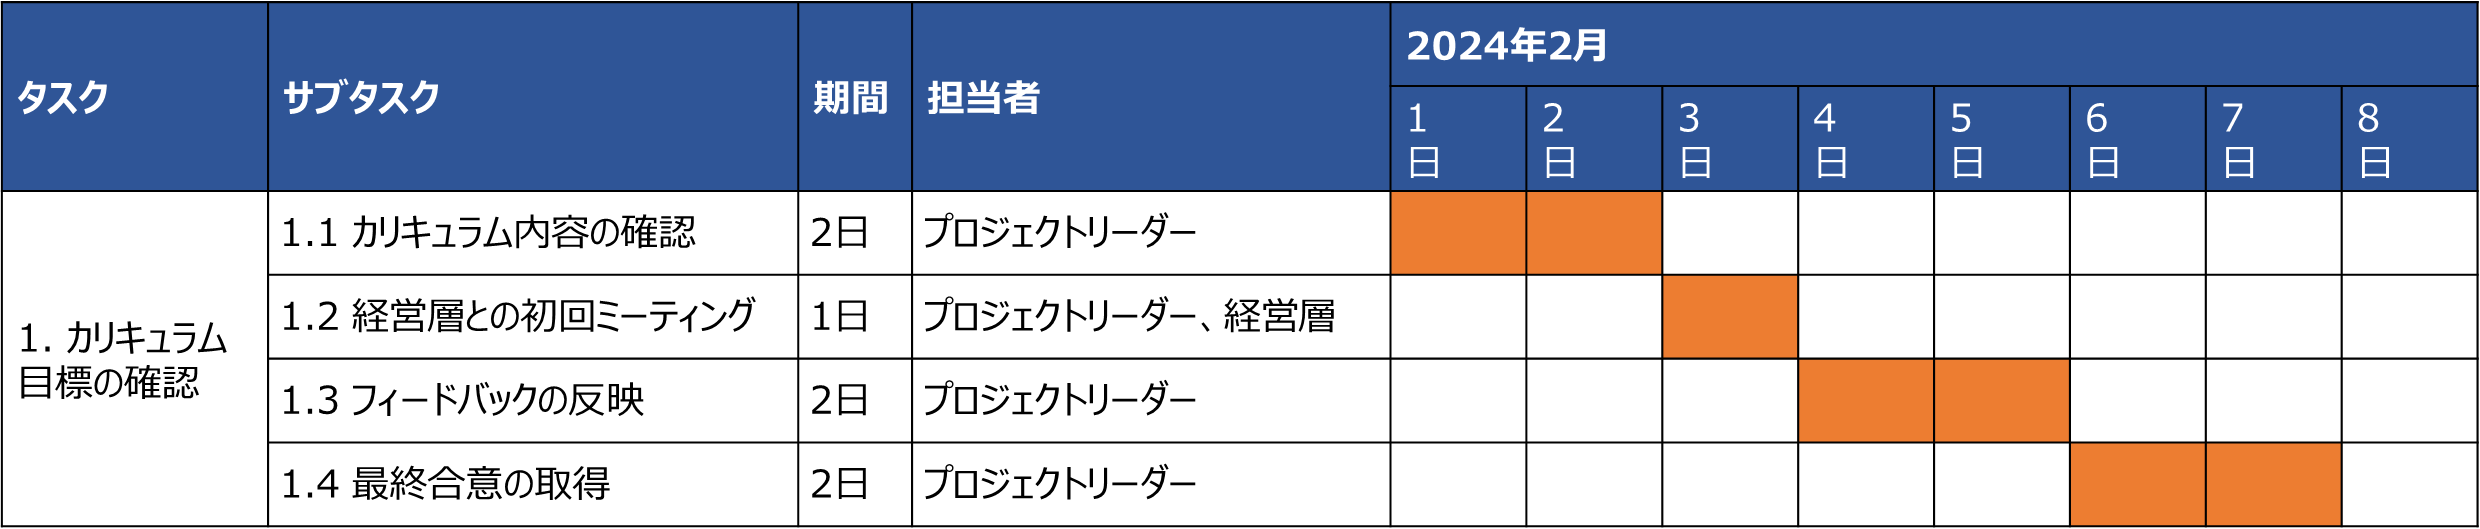 タスク
サブタスク
期間
担当者
2024年2月
1
日
2
日
3
日
4
日
5
日
6
日
7
日
8
日
1. カリキュラム
目標の確認
1.1 カリキュラム内容の確認
2日
プロジェクトリーダー
1.2 経営層との初回ミーティング
1日
プロジェクトリーダー、経営層
1.3 フィードバックの反映
2日
プロジェクトリーダー
1.4 最終合意の取得
2日
プロジェクトリーダー